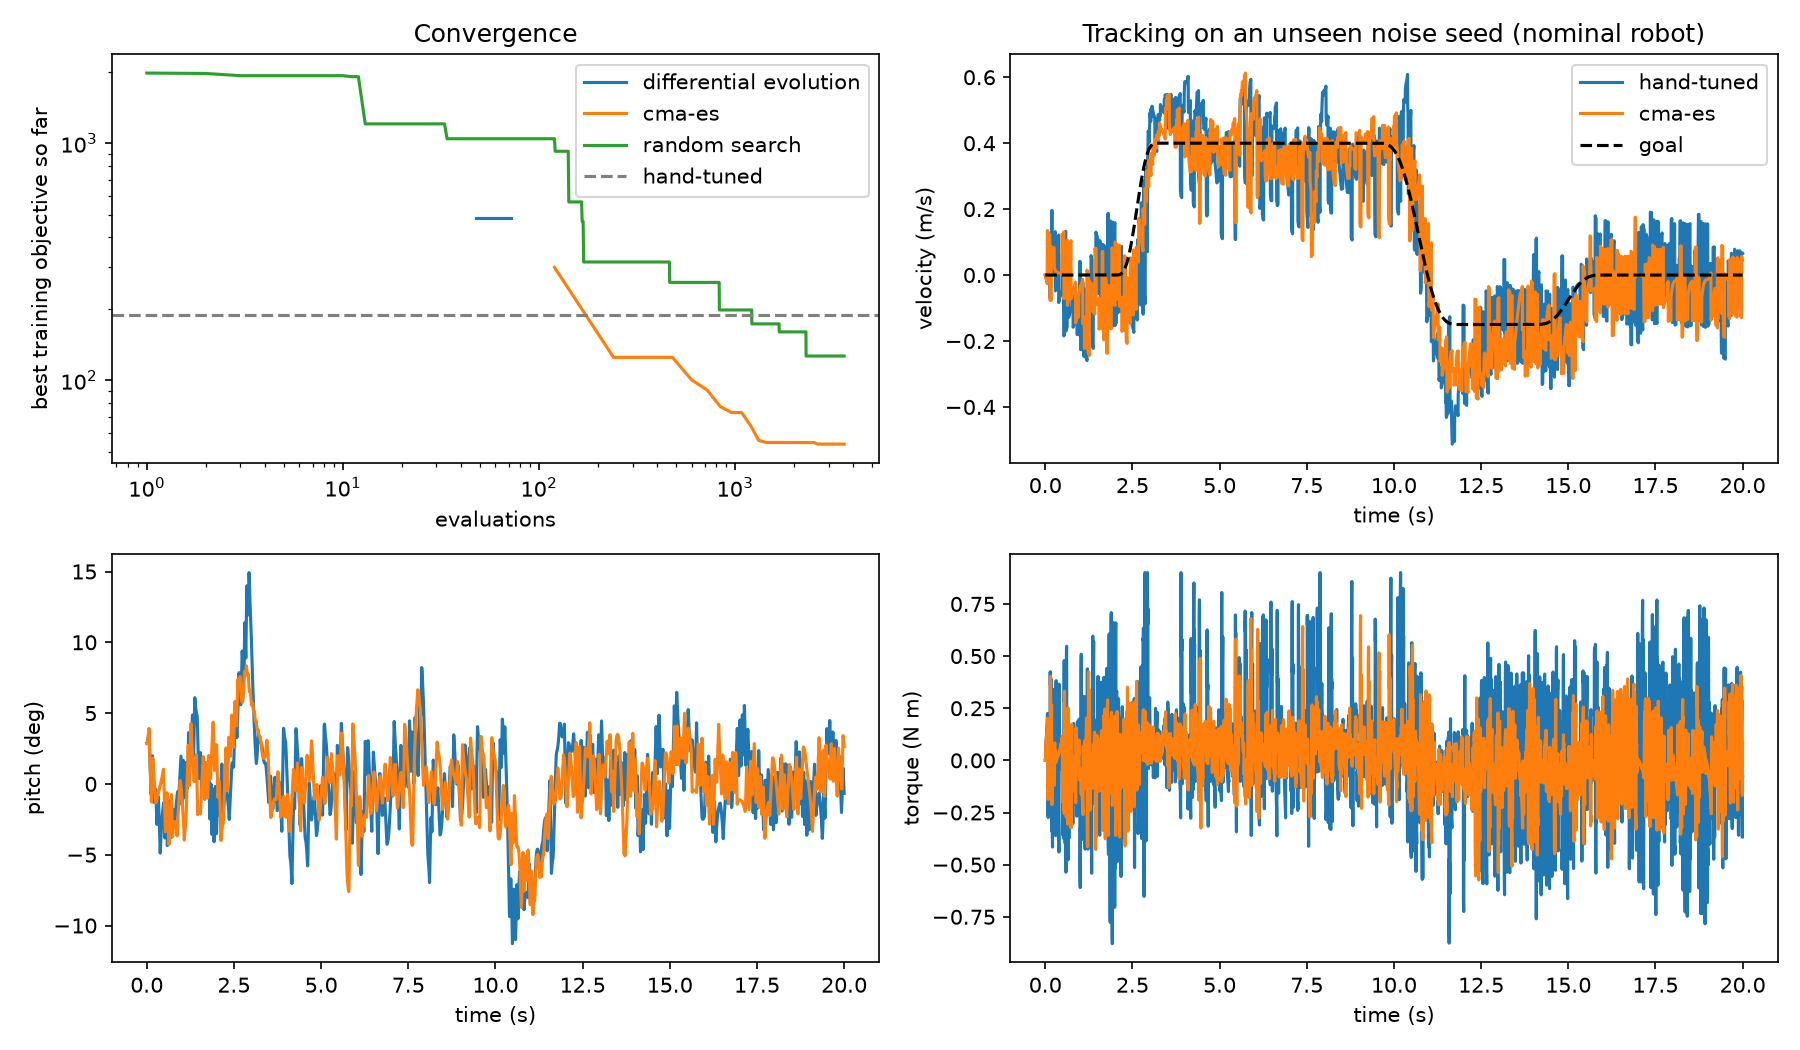 Convergence
best training objective so far
10³
10²
differential evolution
cma-es
random search
hand-tuned
10⁰ 10¹ 10² 10³
evaluations
Tracking on an unseen noise seed (nominal robot)
velocity (m/s)
0.6
0.4
0.2
0.0
−0.2
−0.4
hand-tuned
cma-es
goal
0.0 2.5 5.0 7.5 10.0 12.5 15.0 17.5 20.0
time (s)
pitch (deg)
15
10
5
0
−5
−10
0.0 2.5 5.0 7.5 10.0 12.5 15.0 17.5 20.0
time (s)
torque (N m)
0.75
0.50
0.25
0.00
−0.25
−0.50
−0.75
0.0 2.5 5.0 7.5 10.0 12.5 15.0 17.5 20.0
time (s)